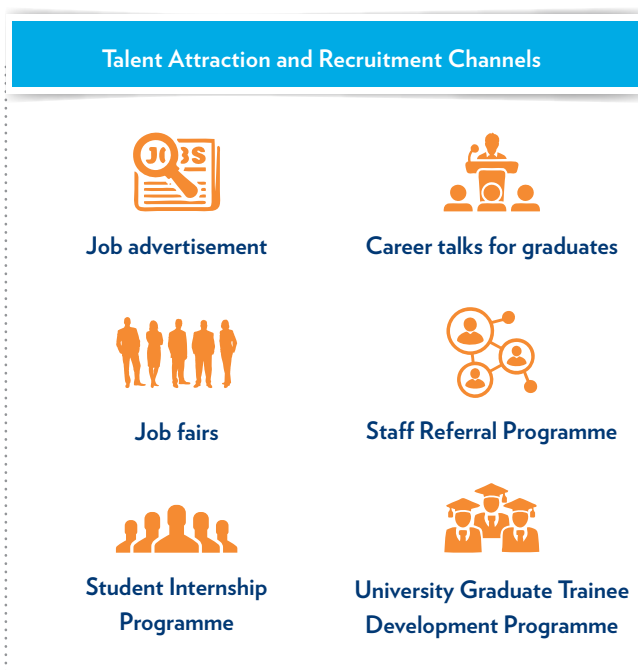 Talent Attraction and Recruitment Channels
JOBS
Job advertisement
Career talks for graduates
Job fairs
Staff Referral Programme
Student Internship
Programme
University Graduate Trainee
Development Programme